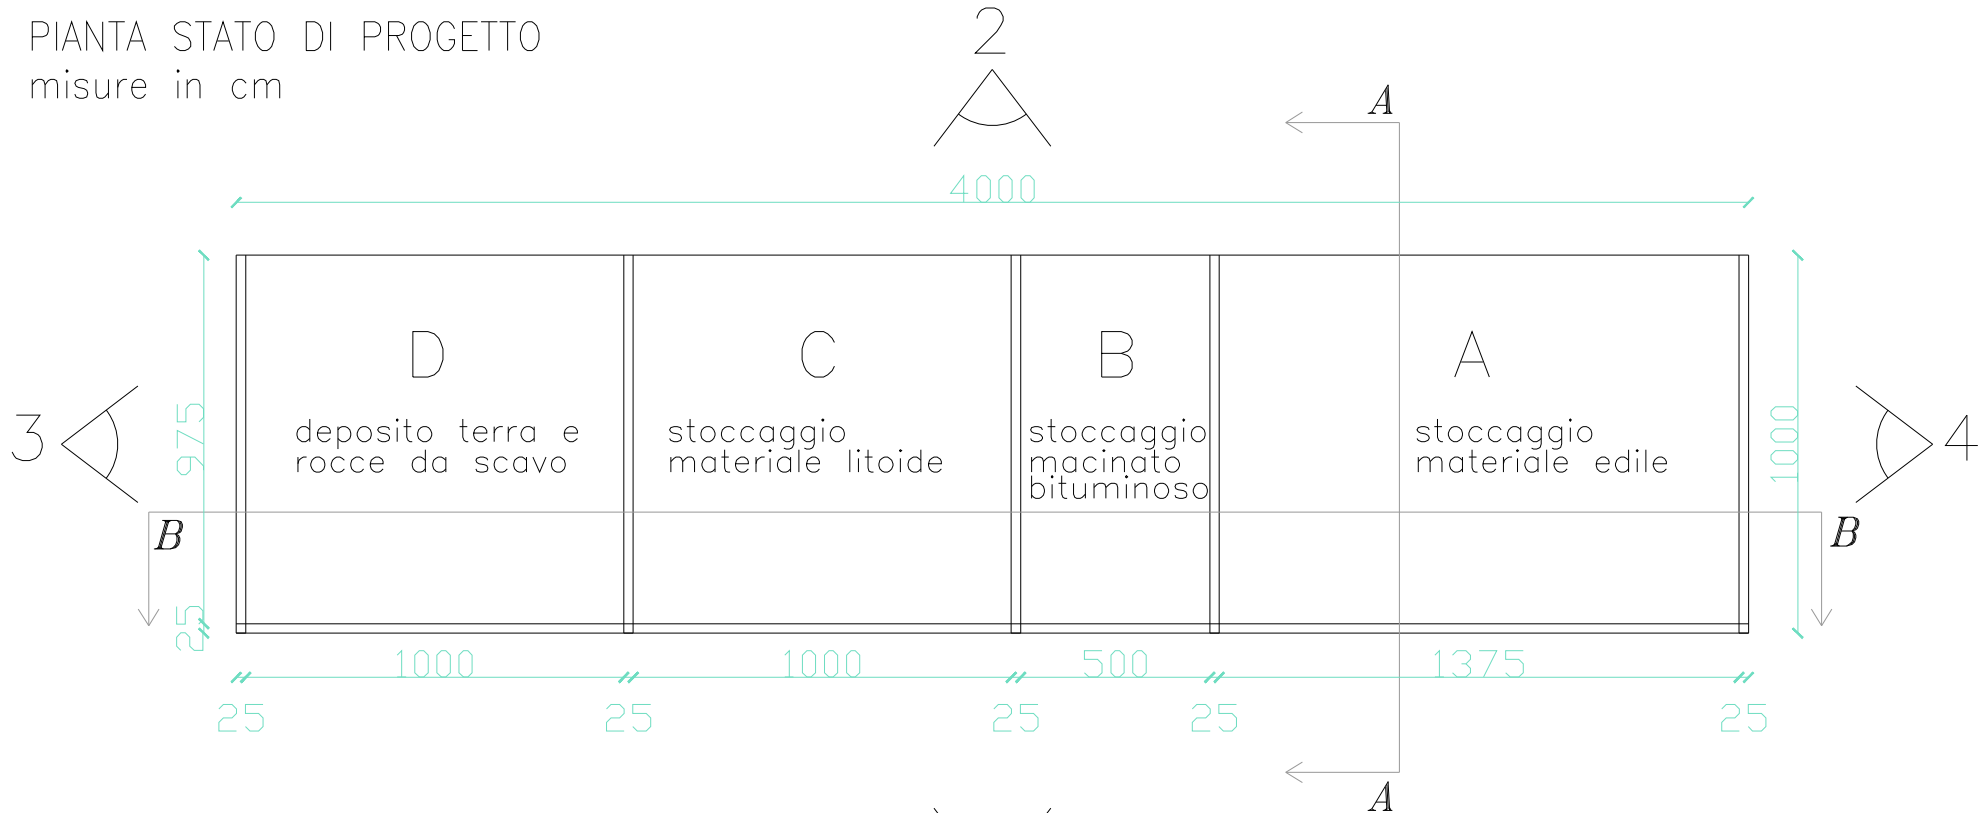 PIANTA STATO DI PROGETTO
misure in cm
2
A
4000
D
C
B
A
3
975
deposito terra e
rocce da scavo
stoccaggio
materiale litoide
stoccaggio
macinato
bituminoso
stoccaggio
materiale edile
1000
4
B
B
25
1000
1000
500
1375
25
25
25
25
25
A